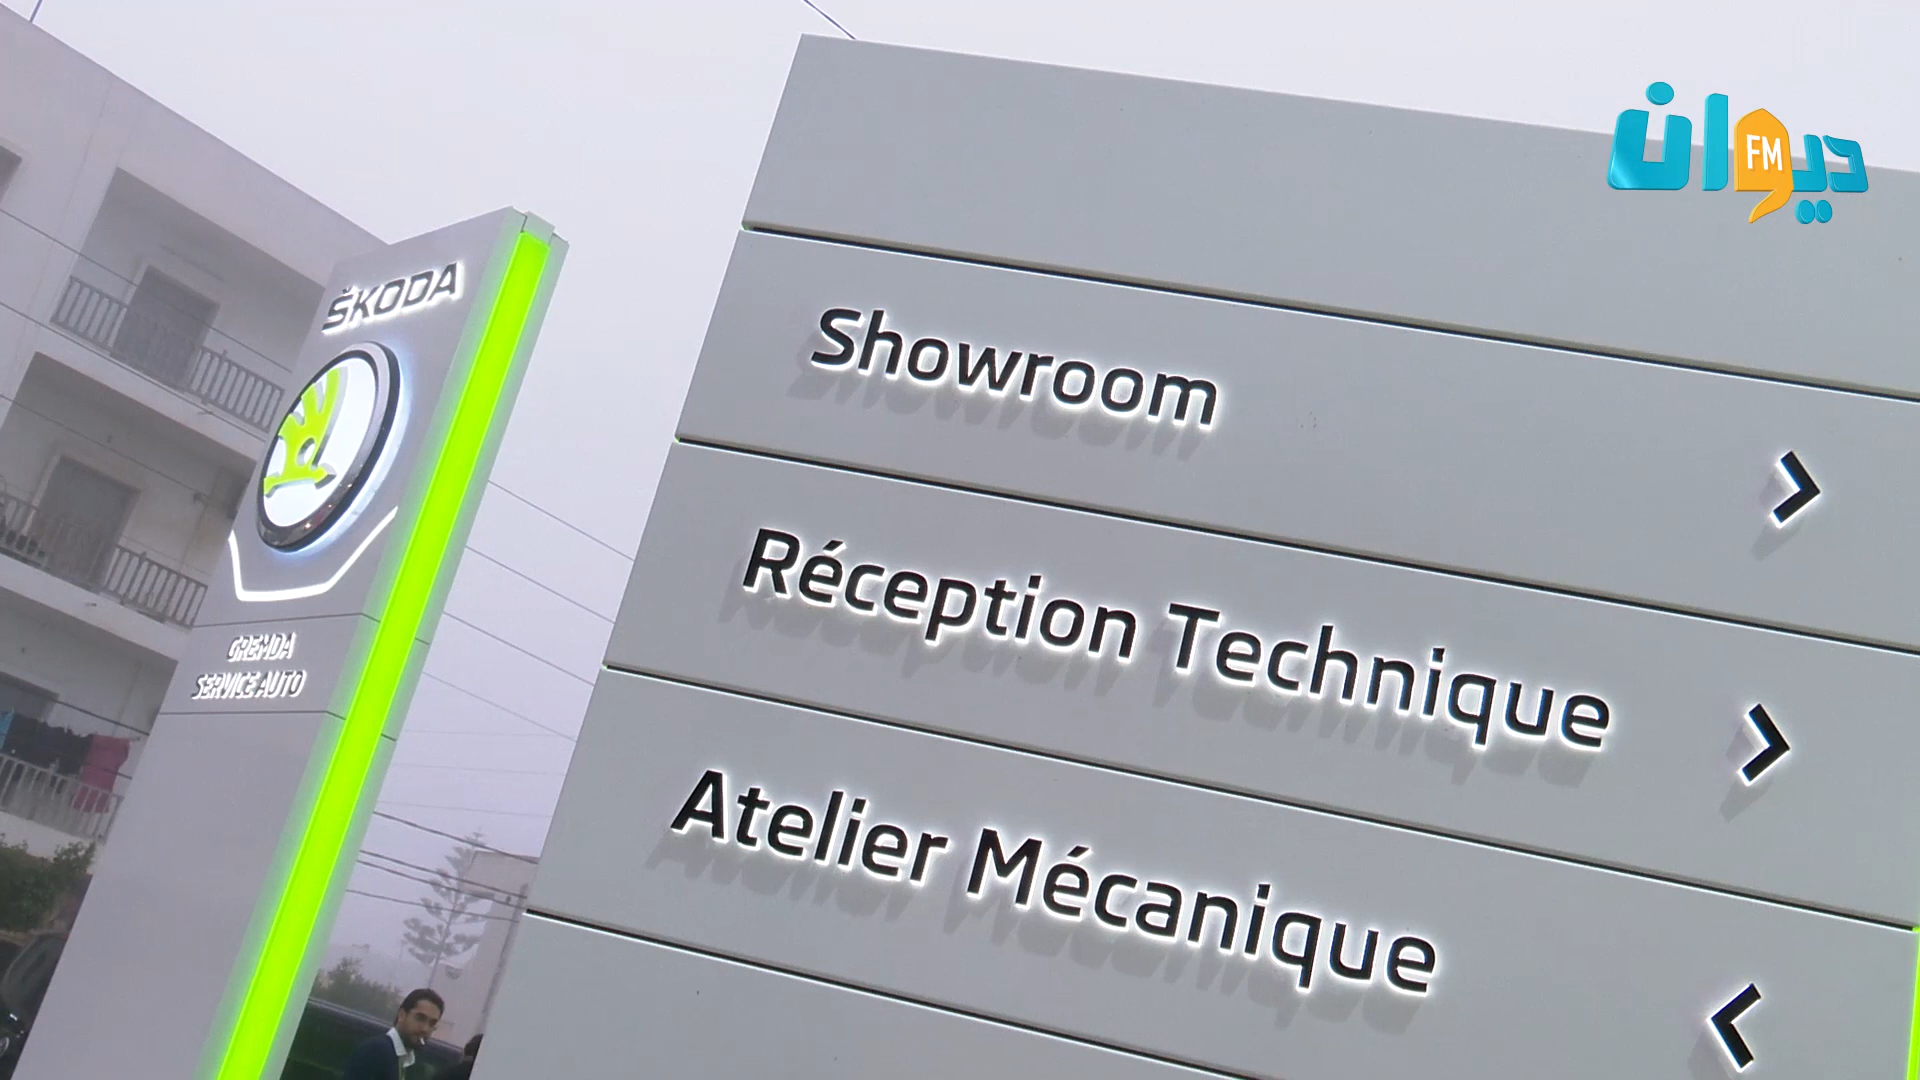 ديوان
FM
ŠKODA
GREMDA
SERVICE AUTO
Showroom
Réception Technique
Atelier Mécanique